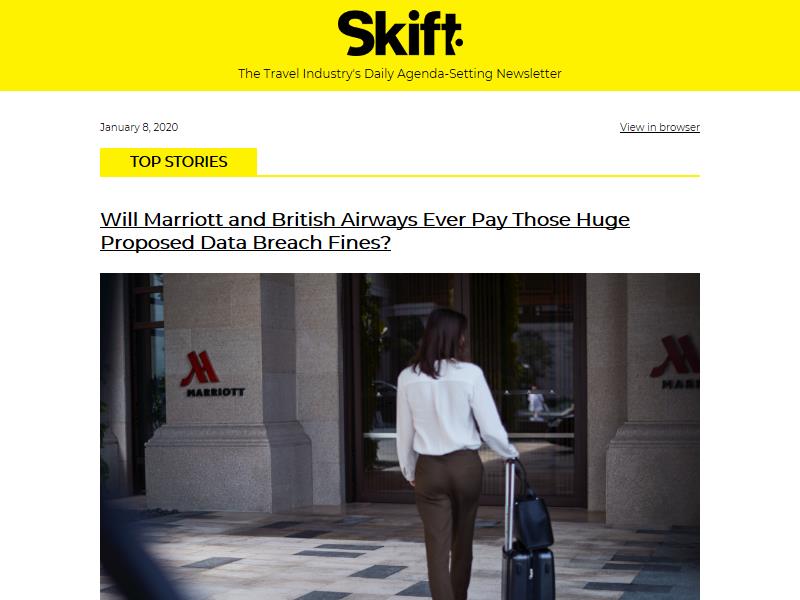 Skift
The Travel Industry's Daily Agenda-Setting Newsletter
January 8, 2020
View in browser
TOP STORIES
Will Marriott and British Airways Ever Pay Those Huge
Proposed Data Breach Fines?
MARRIOTT
MARR